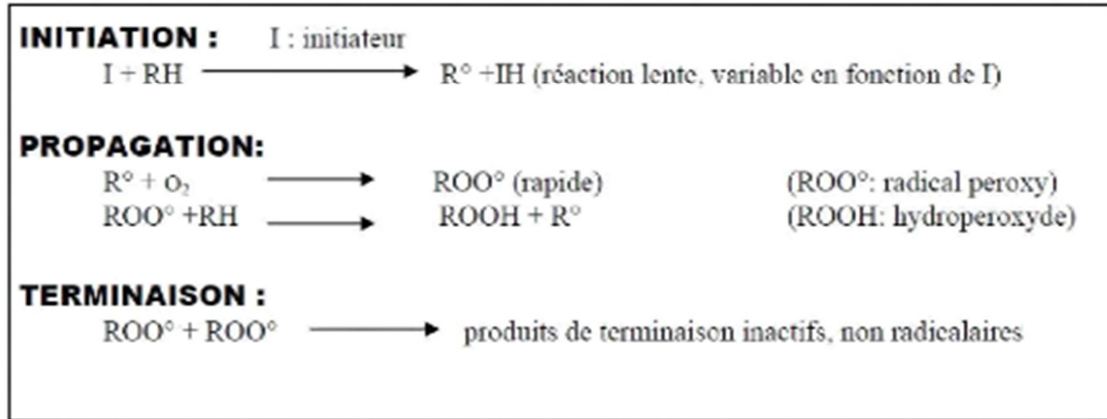 INITIATION : I : initiateur
I + RH → R° +IH (réaction lente, variable en fonction de I)
PROPAGATION:
R° + O₂ → ROO° (rapide) (ROO°: radical peroxy)
ROO° +RH → ROOH + R° (ROOH: hydroperoxyde)
TERMINAISON :
ROO° + ROO° → produits de terminaison inactifs, non radicalaires